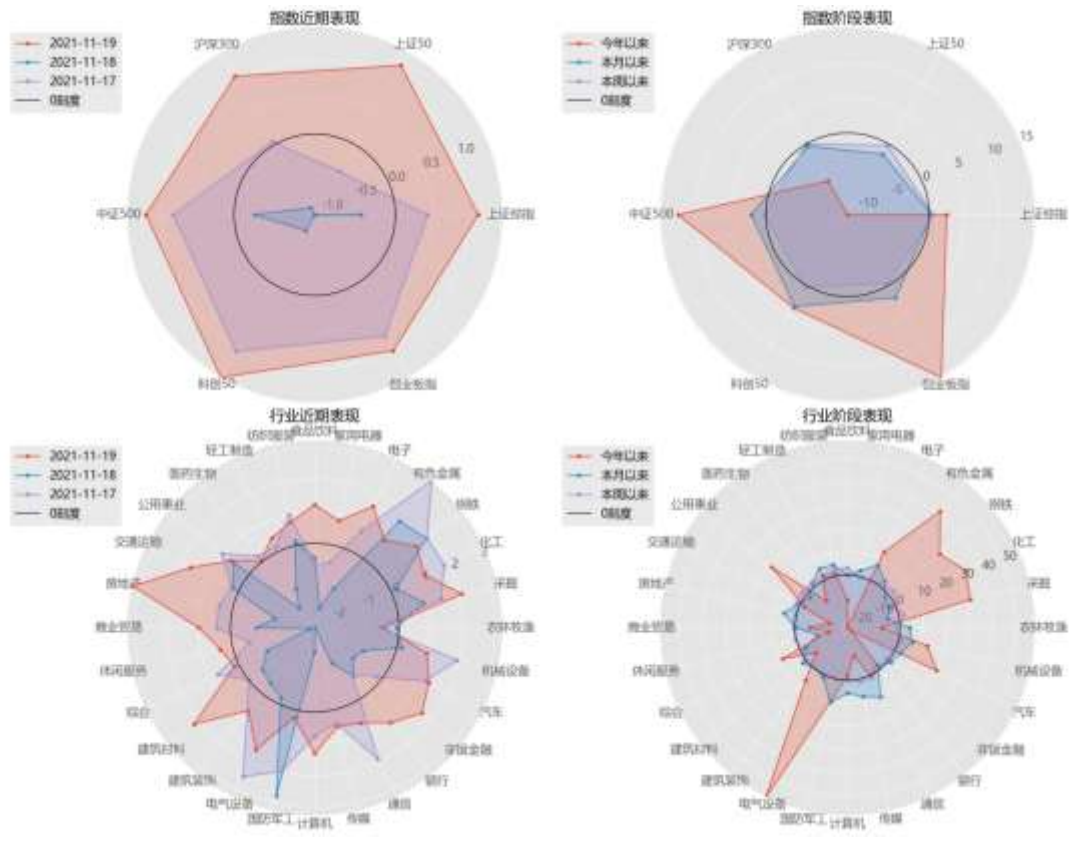 指数近期表现
2021-11-19
2021-11-18
2021-11-17
0刻度
沪深300
上证50
中证500
上证综指
科创50
创业板指
1.0
0.5
0.0
-0.5
-1.0
指数阶段表现
今年以来
本月以来
本周以来
0刻度
沪深300
上证50
中证500
上证综指
科创50
创业板指
15
10
5
0
-5
-10
行业近期表现
2021-11-19
2021-11-18
2021-11-17
0刻度
食品饮料
纺织服装
家用电器
轻工制造
电子
医药生物
有色金属
公用事业
钢铁
交通运输
化工
房地产
采掘
商业贸易
农林牧渔
休闲服务
机械设备
综合
汽车
建筑材料
非银金融
建筑装饰
银行
电气设备
通信
国防军工
计算机
传媒
2
-1
-2
行业阶段表现
今年以来
本月以来
本周以来
0刻度
食品饮料
纺织服装
家用电器
轻工制造
电子
医药生物
有色金属
公用事业
钢铁
交通运输
化工
房地产
采掘
商业贸易
农林牧渔
休闲服务
机械设备
综合
汽车
建筑材料
非银金融
建筑装饰
银行
电气设备
通信
国防军工
计算机
传媒
50
40
30
20
10
0
-20